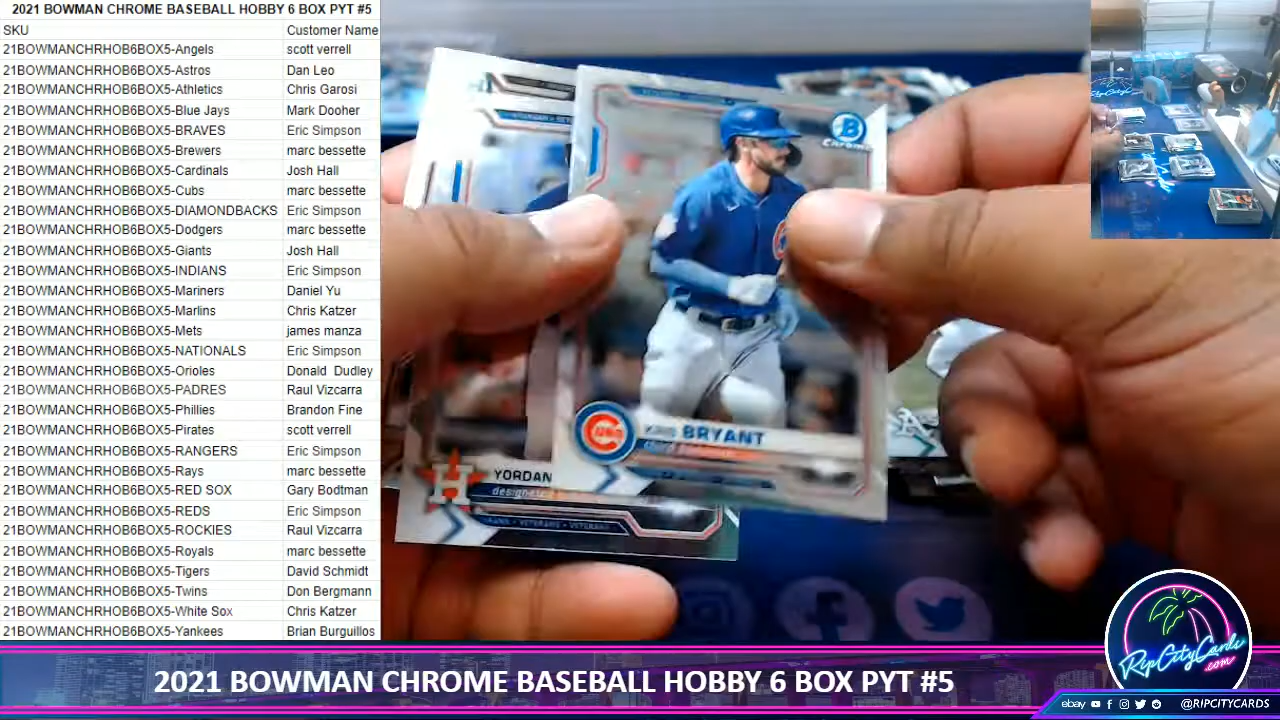 2021 BOWMAN CHROME BASEBALL HOBBY 6 BOX PYT #5
SKU Customer Name
21BOWMANCHRHOB6BOX5-Angels scott verrell
21BOWMANCHRHOB6BOX5-Astros Dan Leo
21BOWMANCHRHOB6BOX5-Athletics Chris Garosi
21BOWMANCHRHOB6BOX5-Blue Jays Mark Dooher
21BOWMANCHRHOB6BOX5-BRAVES Eric Simpson
21BOWMANCHRHOB6BOX5-Brewers marc bessette
21BOWMANCHRHOB6BOX5-Cardinals Josh Hall
21BOWMANCHRHOB6BOX5-Cubs marc bessette
21BOWMANCHRHOB6BOX5-DIAMONDBACKS Eric Simpson
21BOWMANCHRHOB6BOX5-Dodgers marc bessette
21BOWMANCHRHOB6BOX5-Giants Josh Hall
21BOWMANCHRHOB6BOX5-INDIANS Eric Simpson
21BOWMANCHRHOB6BOX5-Mariners Daniel Yu
21BOWMANCHRHOB6BOX5-Marlins Chris Katzer
21BOWMANCHRHOB6BOX5-Mets james manza
21BOWMANCHRHOB6BOX5-NATIONALS Eric Simpson
21BOWMANCHRHOB6BOX5-Orioles Donald Dudley
21BOWMANCHRHOB6BOX5-PADRES Raul Vizcarra
21BOWMANCHRHOB6BOX5-Phillies Brandon Fine
21BOWMANCHRHOB6BOX5-Pirates scott verrell
21BOWMANCHRHOB6BOX5-RANGERS Eric Simpson
21BOWMANCHRHOB6BOX5-Rays marc bessette
21BOWMANCHRHOB6BOX5-RED SOX Gary Bodtman
21BOWMANCHRHOB6BOX5-REDS Eric Simpson
21BOWMANCHRHOB6BOX5-ROCKIES Raul Vizcarra
21BOWMANCHRHOB6BOX5-Royals marc bessette
21BOWMANCHRHOB6BOX5-Tigers David Schmidt
21BOWMANCHRHOB6BOX5-Twins Don Bergmann
21BOWMANCHRHOB6BOX5-White Sox Chris Katzer
21BOWMANCHRHOB6BOX5-Yankees Brian Burguillos
B
Chrome
KRIS BRYANT
CUBS
H
YORDAN
VETERANS
RipCityCards
.com
2021 BOWMAN CHROME BASEBALL HOBBY 6 BOX PYT #5
ebay @RIPCITYCARDS